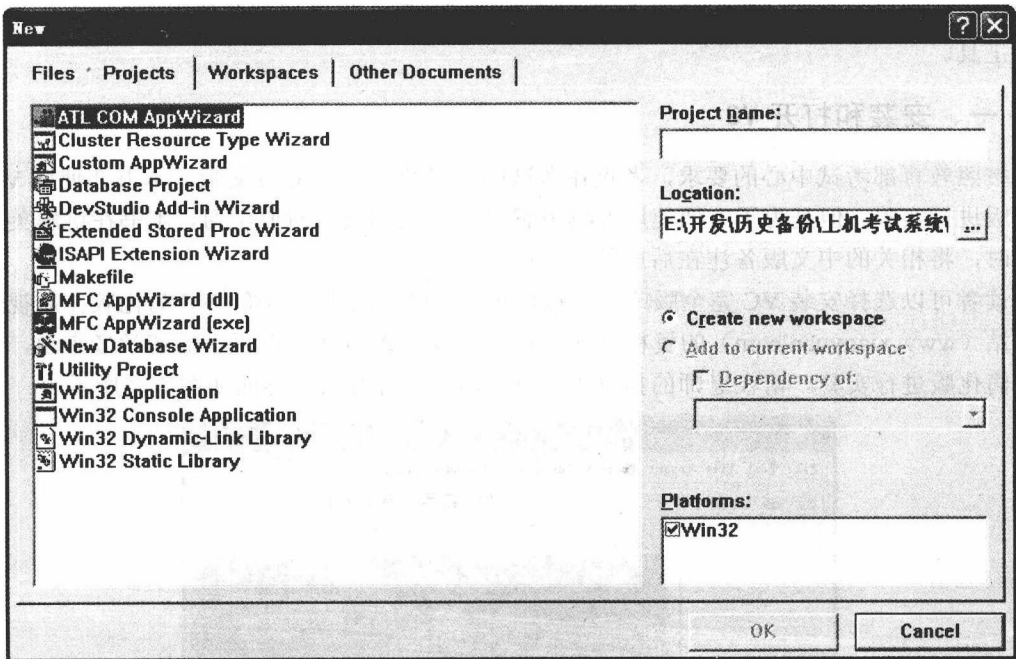 New
Files Projects Workspaces Other Documents
ATL COM AppWizard
Cluster Resource Type Wizard
Custom AppWizard
Database Project
DevStudio Add-in Wizard
Extended Stored Proc Wizard
ISAPI Extension Wizard
Makefile
MFC AppWizard (dll)
MFC AppWizard (exe)
New Database Wizard
Utility Project
Win32 Application
Win32 Console Application
Win32 Dynamic-Link Library
Win32 Static Library
Project name:
Location:
E:\开发\历史备份\上机考试系统\ ...
Create new workspace
Add to current workspace
Dependency of:
Platforms:
Win32
OK Cancel